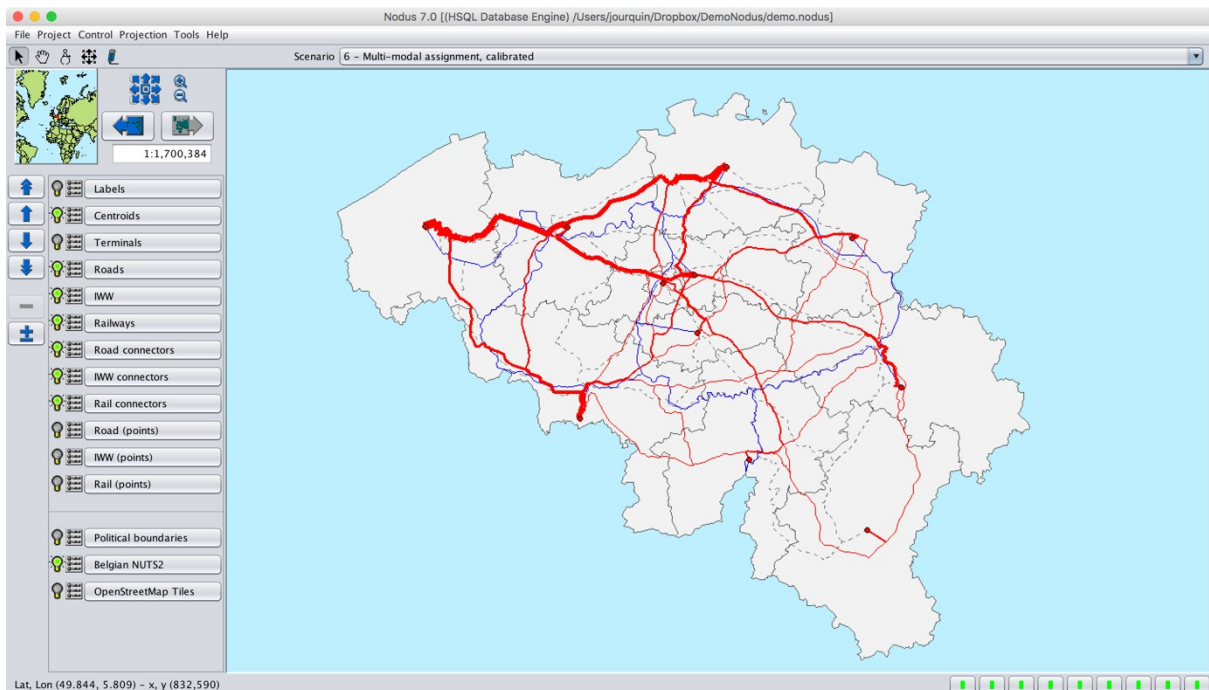 Nodus 7.0 [(HSQL Database Engine) /Users/jourquin/Dropbox/DemoNodus/demo.nodus]
File Project Control Projection Tools Help
Scenario 6 - Multi-modal assignment, calibrated
1:1,700,384
Labels
Centroids
Terminals
Roads
IWW
Railways
Road connectors
IWW connectors
Rail connectors
Road (points)
IWW (points)
Rail (points)
Political boundaries
Belgian NUTS2
OpenStreetMap Tiles
Lat, Lon (49.844, 5.809) - x, y (832,590)